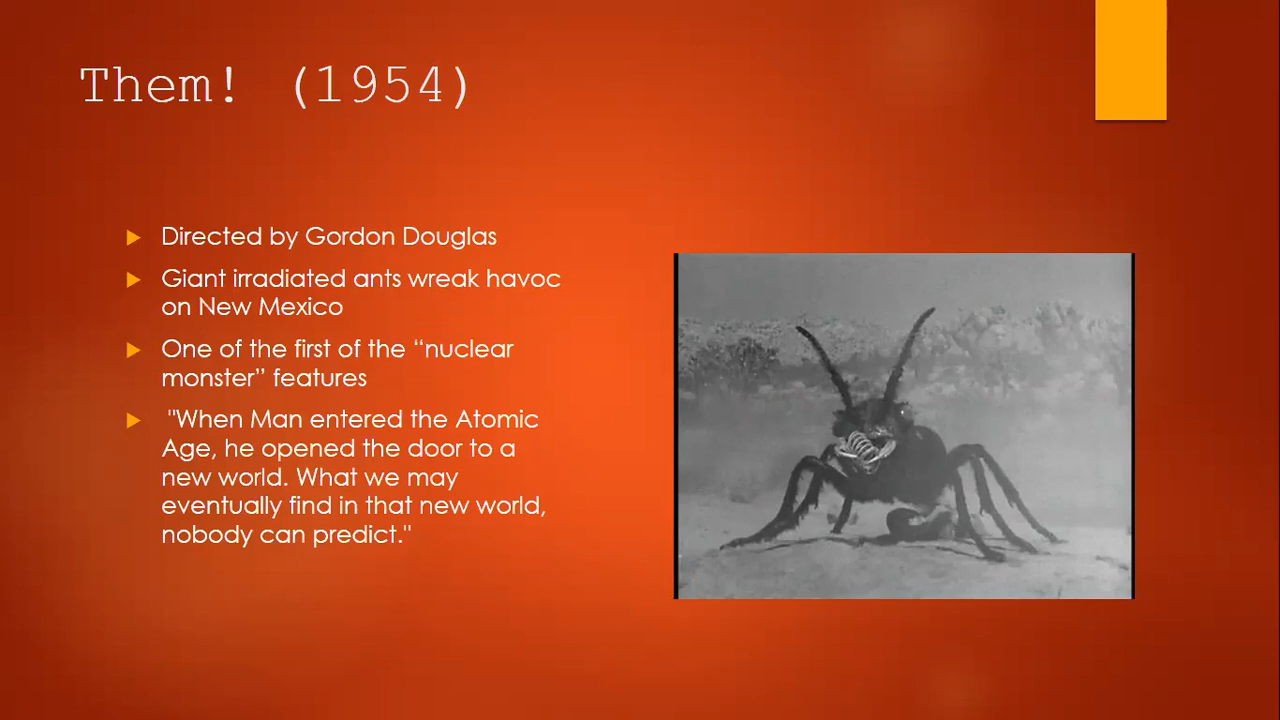 Them! (1954)
Directed by Gordon Douglas
Giant irradiated ants wreak havoc
on New Mexico
One of the first of the “nuclear
monster” features
"When Man entered the Atomic
Age, he opened the door to a
new world. What we may
eventually find in that new world,
nobody can predict."